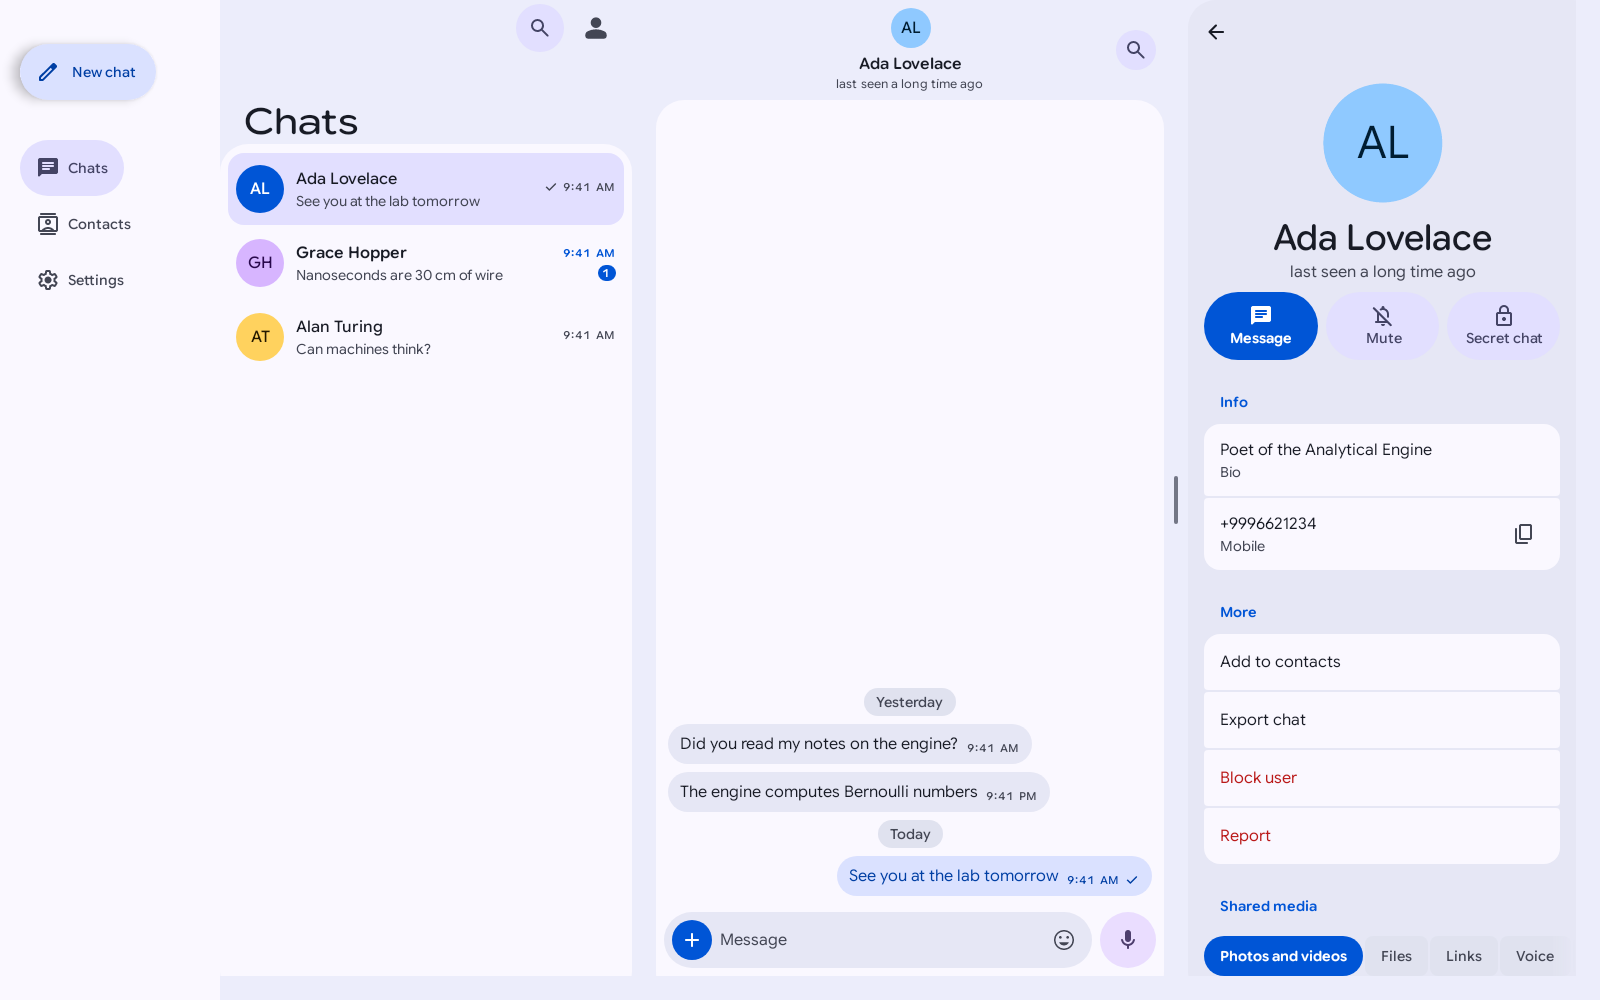 New chat
Chats
Contacts
Settings
Chats
AL
Ada Lovelace
9:41 AM
See you at the lab tomorrow
GH
Grace Hopper
9:41 AM
Nanoseconds are 30 cm of wire
1
AT
Alan Turing
9:41 AM
Can machines think?
AL
Ada Lovelace
last seen a long time ago
Yesterday
Did you read my notes on the engine? 9:41 AM
The engine computes Bernoulli numbers 9:41 PM
Today
See you at the lab tomorrow 9:41 AM
Message
AL
Ada Lovelace
last seen a long time ago
Message
Mute
Secret chat
Info
Poet of the Analytical Engine
Bio
+9996621234
Mobile
More
Add to contacts
Export chat
Block user
Report
Shared media
Photos and videos
Files
Links
Voice